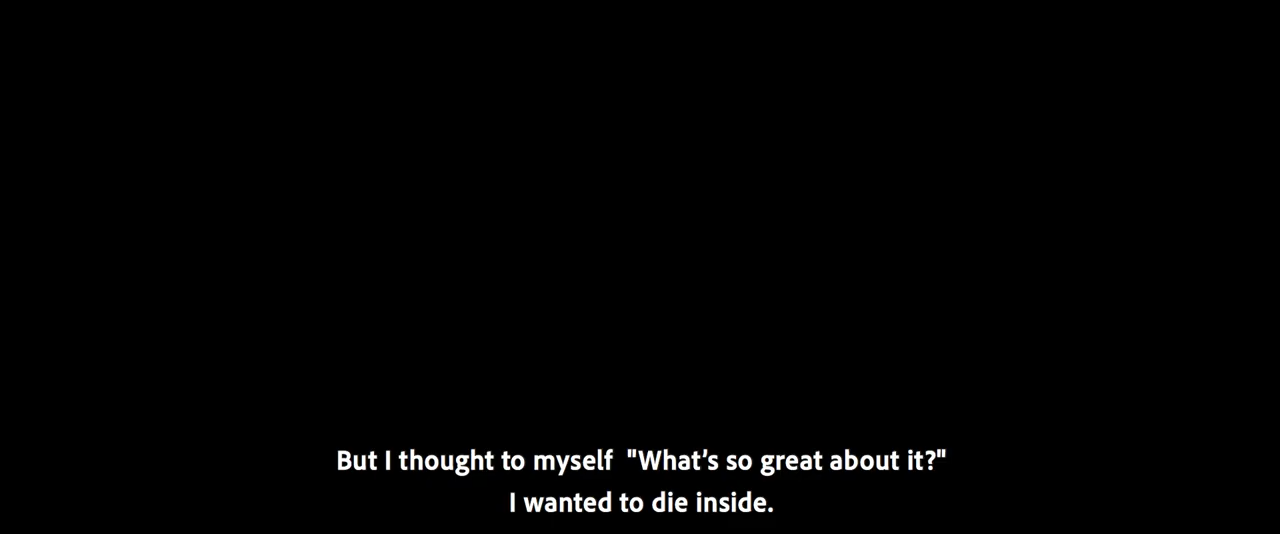 But I thought to myself  "What's so great about it?"
I wanted to die inside.